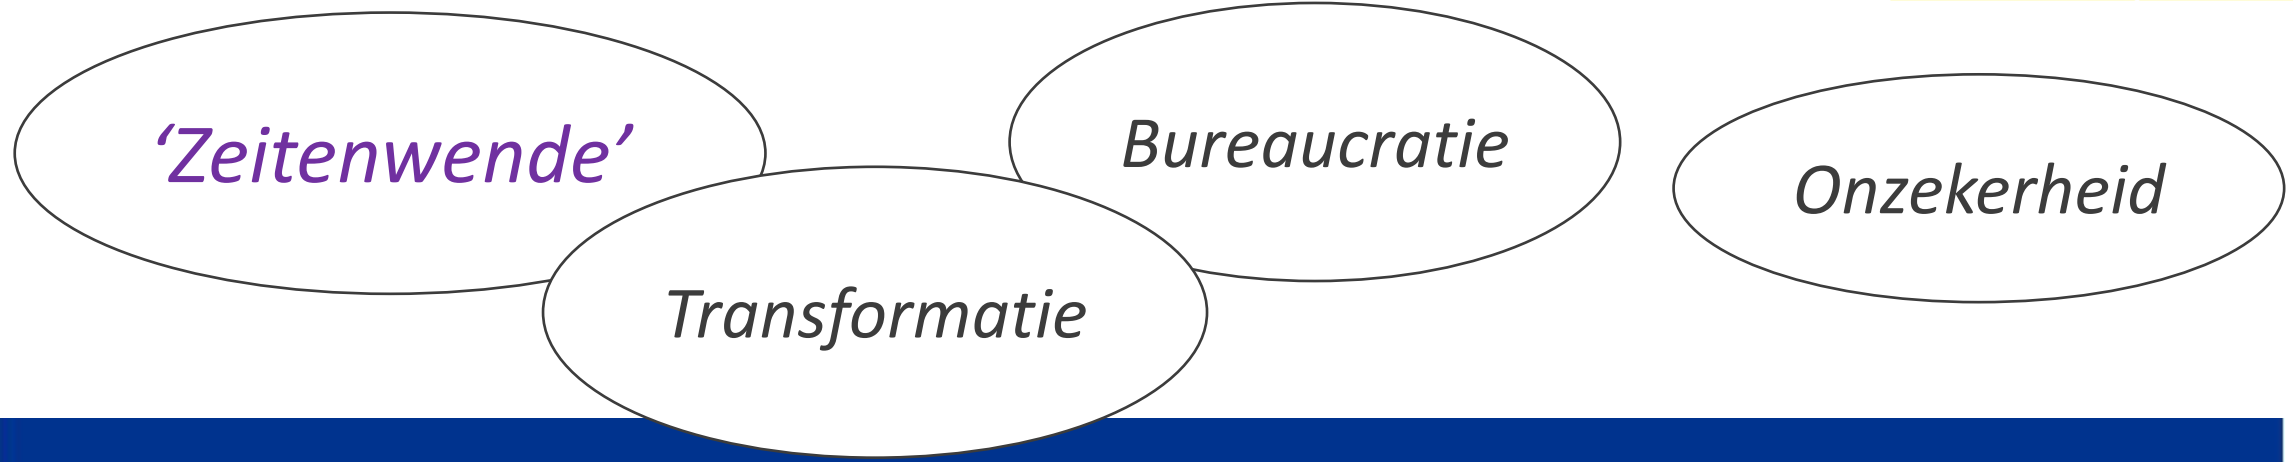 ‘Zeitenwende’
Bureaucratie
Onzekerheid
Transformatie